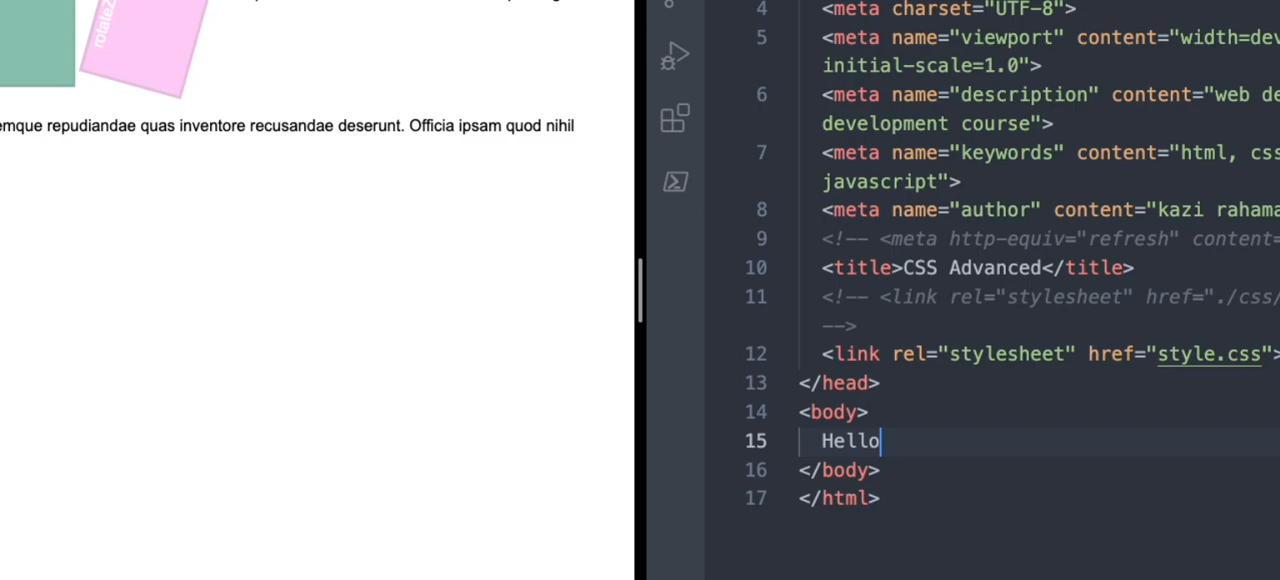 rotateZ
emque repudiandae quas inventore recusandae deserunt. Officia ipsam quod nihil
4 <meta charset="UTF-8">
5 <meta name="viewport" content="width=dev
initial-scale=1.0">
6 <meta name="description" content="web de
development course">
7 <meta name="keywords" content="html, css
javascript">
8 <meta name="author" content="kazi rahama
9 <!-- <meta http-equiv="refresh" content=
10 <title>CSS Advanced</title>
11 <!-- <link rel="stylesheet" href="./css/
-->
12 <link rel="stylesheet" href="style.css">
13 </head>
14 <body>
15 Hello
16 </body>
17 </html>